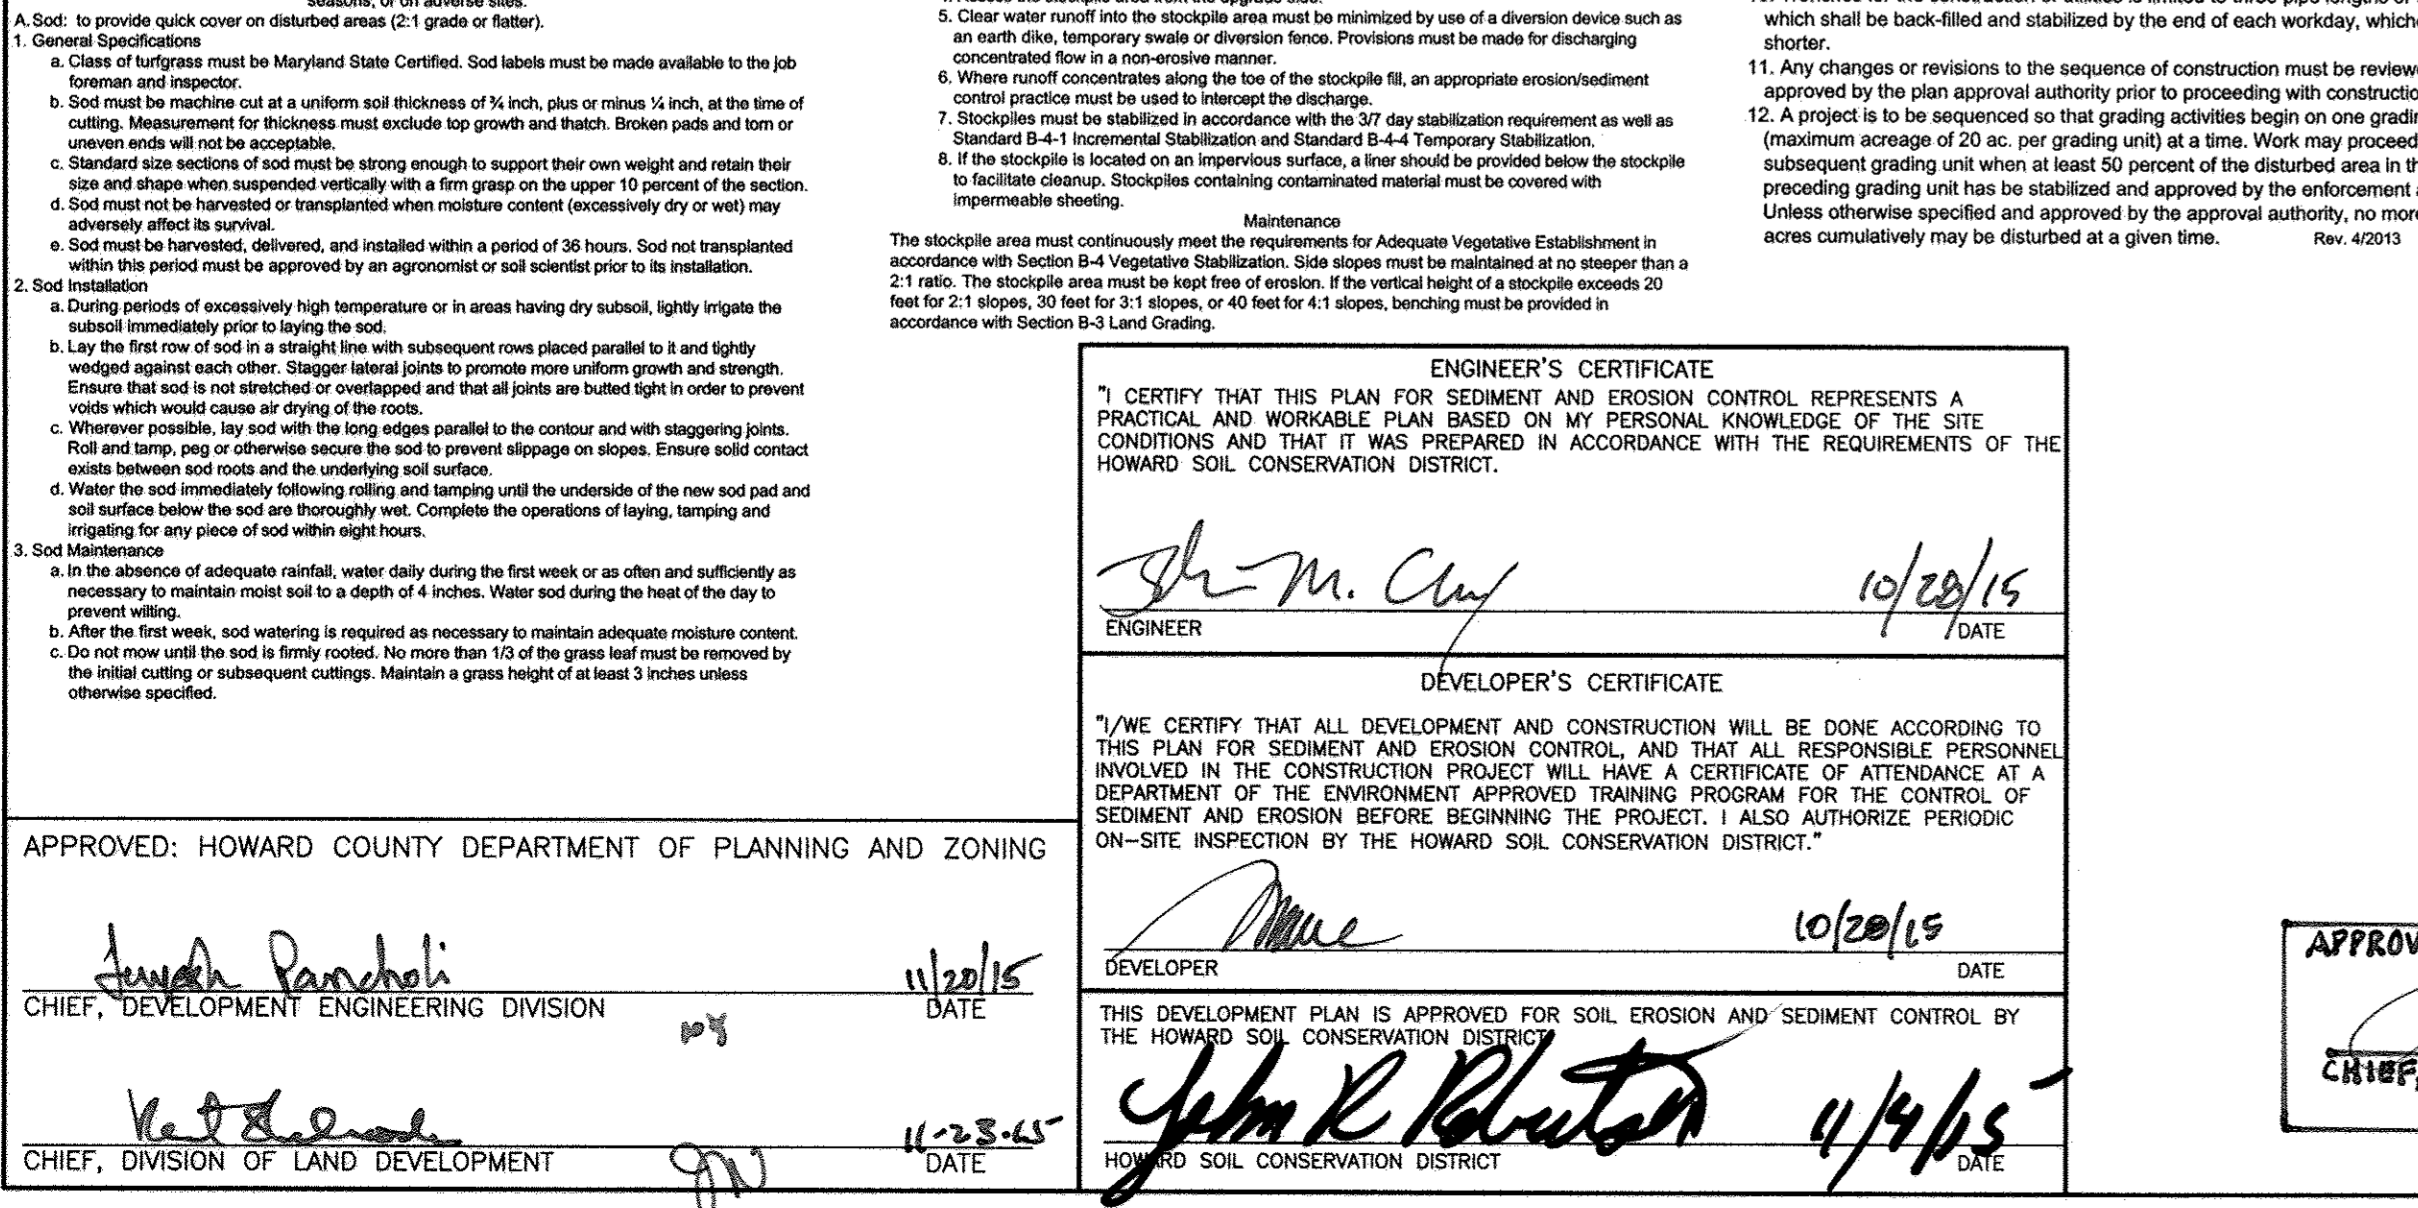 seasons, or on adverse sites.
A. Sod: to provide quick cover on disturbed areas (2:1 grade or flatter).
1. General Specifications
a. Class of turfgrass must be Maryland State Certified. Sod labels must be made available to the job
foreman and inspector.
b. Sod must be machine cut at a uniform soil thickness of ¾ inch, plus or minus ¼ inch, at the time of
cutting. Measurement for thickness must exclude top growth and thatch. Broken pads and torn or
uneven ends will not be acceptable.
c. Standard size sections of sod must be strong enough to support their own weight and retain their
size and shape when suspended vertically with a firm grasp on the upper 10 percent of the section.
d. Sod must not be harvested or transplanted when moisture content (excessively dry or wet) may
adversely affect its survival.
e. Sod must be harvested, delivered, and installed within a period of 36 hours. Sod not transplanted
within this period must be approved by an agronomist or soil scientist prior to its installation.
2. Sod Installation
a. During periods of excessively high temperature or in areas having dry subsoil, lightly irrigate the
subsoil immediately prior to laying the sod.
b. Lay the first row of sod in a straight line with subsequent rows placed parallel to it and tightly
wedged against each other. Stagger lateral joints to promote more uniform growth and strength.
Ensure that sod is not stretched or overlapped and that all joints are butted tight in order to prevent
voids which would cause air drying of the roots.
c. Wherever possible, lay sod with the long edges parallel to the contour and with staggering joints.
Roll and tamp, peg or otherwise secure the sod to prevent slippage on slopes. Ensure solid contact
exists between sod roots and the underlying soil surface.
d. Water the sod immediately following rolling and tamping until the underside of the new sod pad and
soil surface below the sod are thoroughly wet. Complete the operations of laying, tamping and
irrigating for any piece of sod within eight hours.
3. Sod Maintenance
a. In the absence of adequate rainfall, water daily during the first week or as often and sufficiently as
necessary to maintain moist soil to a depth of 4 inches. Water sod during the heat of the day to
prevent wilting.
b. After the first week, sod watering is required as necessary to maintain adequate moisture content.
c. Do not mow until the sod is firmly rooted. No more than 1/3 of the grass leaf must be removed by
the initial cutting or subsequent cuttings. Maintain a grass height of at least 3 inches unless
otherwise specified.
5. Clear water runoff into the stockpile area must be minimized by use of a diversion device such as
an earth dike, temporary swale or diversion fence. Provisions must be made for discharging
concentrated flow in a non-erosive manner.
6. Where runoff concentrates along the toe of the stockpile fill, an appropriate erosion/sediment
control practice must be used to intercept the discharge.
7. Stockpiles must be stabilized in accordance with the 3/7 day stabilization requirement as well as
Standard B-4-1 Incremental Stabilization and Standard B-4-4 Temporary Stabilization.
8. If the stockpile is located on an impervious surface, a liner should be provided below the stockpile
to facilitate cleanup. Stockpiles containing contaminated material must be covered with
impermeable sheeting.
Maintenance
The stockpile area must continuously meet the requirements for Adequate Vegetative Establishment in
accordance with Section B-4 Vegetative Stabilization. Side slopes must be maintained at no steeper than a
2:1 ratio. The stockpile area must be kept free of erosion. If the vertical height of a stockpile exceeds 20
feet for 2:1 slopes, 30 feet for 3:1 slopes, or 40 feet for 4:1 slopes, benching must be provided in
accordance with Section B-3 Land Grading.
which shall be back-filled and stabilized by the end of each workday, which
shorter.
11. Any changes or revisions to the sequence of construction must be review
approved by the plan approval authority prior to proceeding with constructio
12. A project is to be sequenced so that grading activities begin on one gradi
(maximum acreage of 20 ac. per grading unit) at a time. Work may proceed
subsequent grading unit when at least 50 percent of the disturbed area in th
preceding grading unit has be stabilized and approved by the enforcement
Unless otherwise specified and approved by the approval authority, no more
acres cumulatively may be disturbed at a given time. Rev. 4/2013
ENGINEER'S CERTIFICATE
"I CERTIFY THAT THIS PLAN FOR SEDIMENT AND EROSION CONTROL REPRESENTS A
PRACTICAL AND WORKABLE PLAN BASED ON MY PERSONAL KNOWLEDGE OF THE SITE
CONDITIONS AND THAT IT WAS PREPARED IN ACCORDANCE WITH THE REQUIREMENTS OF THE
HOWARD SOIL CONSERVATION DISTRICT.
M. 10/28/15
ENGINEER DATE
DEVELOPER'S CERTIFICATE
"I/WE CERTIFY THAT ALL DEVELOPMENT AND CONSTRUCTION WILL BE DONE ACCORDING TO
THIS PLAN FOR SEDIMENT AND EROSION CONTROL, AND THAT ALL RESPONSIBLE PERSONNEL
INVOLVED IN THE CONSTRUCTION PROJECT WILL HAVE A CERTIFICATE OF ATTENDANCE AT A
DEPARTMENT OF THE ENVIRONMENT APPROVED TRAINING PROGRAM FOR THE CONTROL OF
SEDIMENT AND EROSION BEFORE BEGINNING THE PROJECT. I ALSO AUTHORIZE PERIODIC
ON-SITE INSPECTION BY THE HOWARD SOIL CONSERVATION DISTRICT."
10/28/15
DEVELOPER DATE
THIS DEVELOPMENT PLAN IS APPROVED FOR SOIL EROSION AND SEDIMENT CONTROL BY
THE HOWARD SOIL CONSERVATION DISTRICT
John R Robertson 11/4/15
HOWARD SOIL CONSERVATION DISTRICT DATE
APPROVED: HOWARD COUNTY DEPARTMENT OF PLANNING AND ZONING
Pancholi 11/20/15
CHIEF, DEVELOPMENT ENGINEERING DIVISION DATE
Kent 11-23-15
CHIEF, DIVISION OF LAND DEVELOPMENT DATE
APPROV
CHIEF,